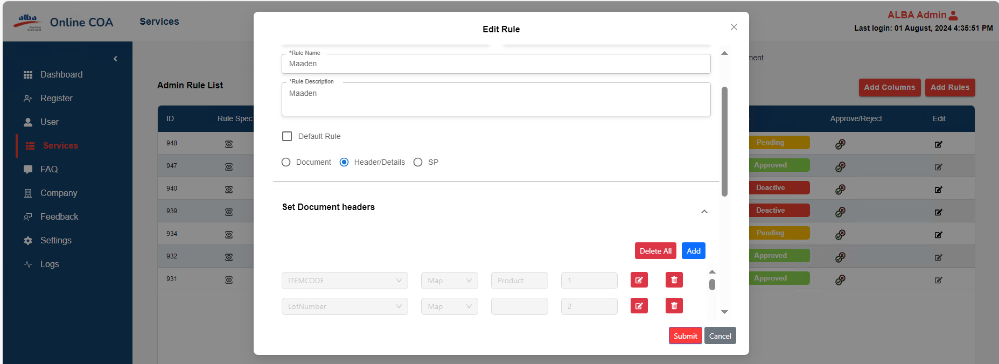 alba
Online COA
Services
ALBA Admin
Last login: 01 August, 2024 4:35:51 PM
Dashboard
Register
User
Services
FAQ
Company
Feedback
Settings
Logs
Admin Rule List
Add Columns
Add Rules
ID
Rule Spec
Approve/Reject
Edit
948
Pending
947
Approved
940
Deactive
939
Deactive
934
Pending
932
Approved
931
Approved
Edit Rule
*Rule Name
Maaden
*Rule Description
Maaden
Default Rule
Document
Header/Details
SP
Set Document headers
Delete All
Add
ITEMCODE
Map
Product
1
LotNumber
Map
2
Submit
Cancel